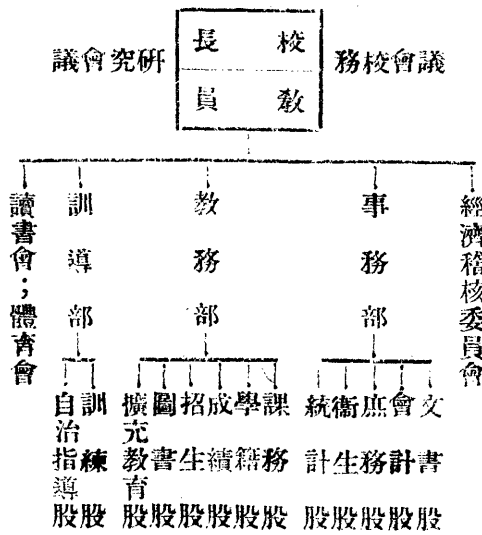 校長
教員
校務會議
研究會議
經濟稽核委員會
事務部
教務部
訓導部
讀書會；體育會
文書股
會計股
庶務股
衞生股
統計股
課務股
學籍股
成績股
招生股
圖書股
擴充教育股
訓練股
自治指導股